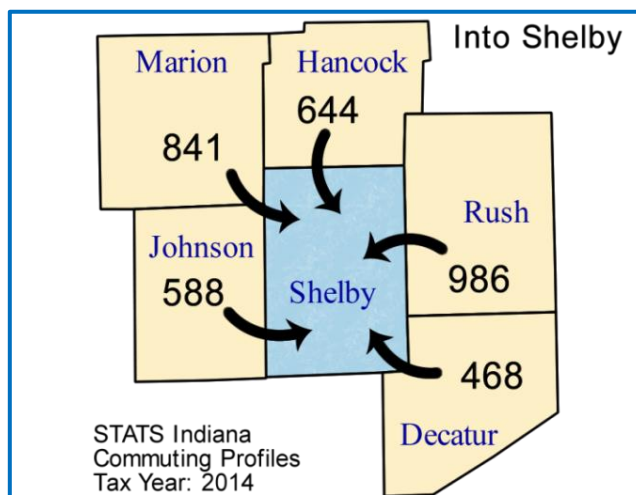 Into Shelby
Marion
841
Hancock
644
Rush
986
Johnson
588
Shelby
468
Decatur
STATS Indiana
Commuting Profiles
Tax Year: 2014